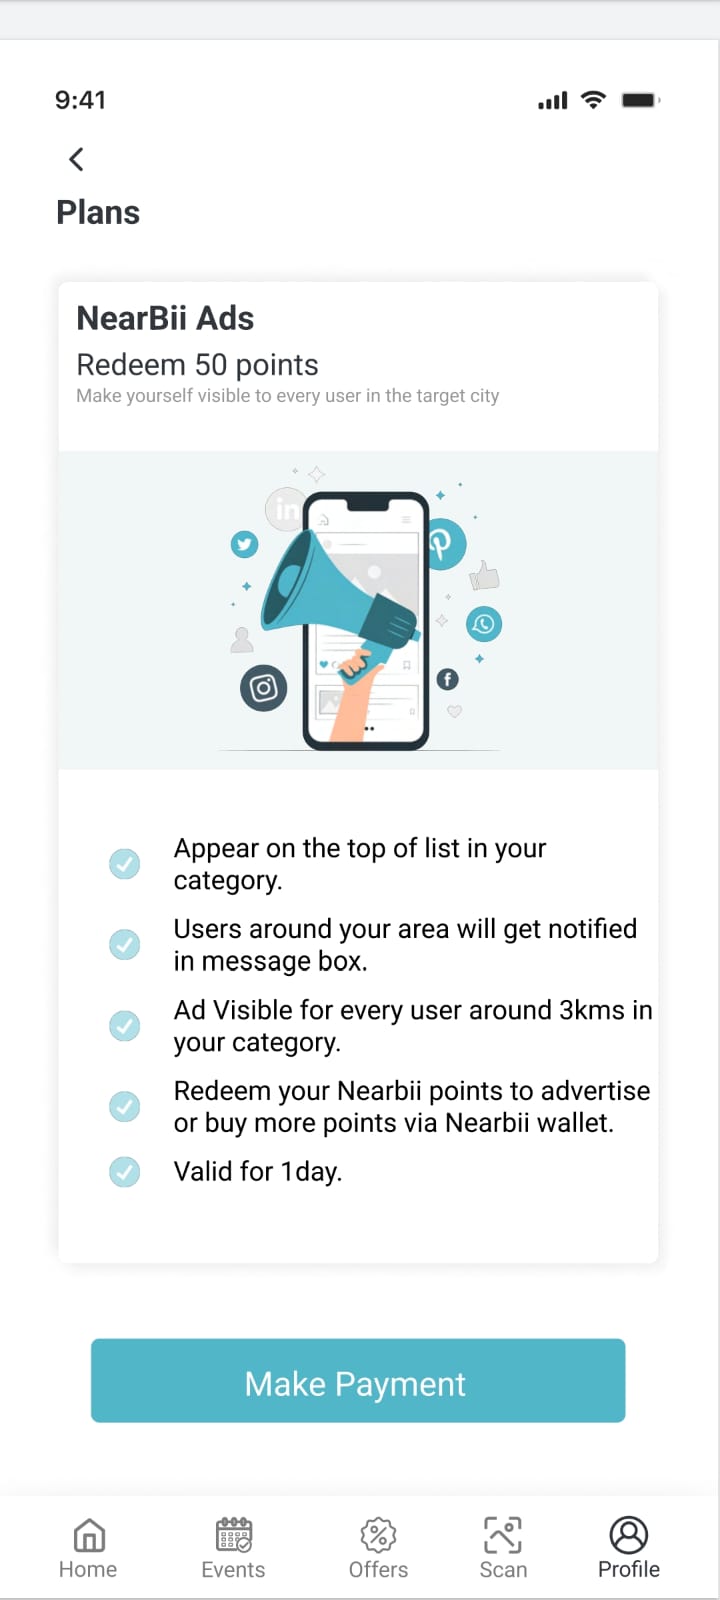 9:41
Plans
NearBii Ads
Redeem 50 points
Make yourself visible to every user in the target city
in
Appear on the top of list in your
category.
Users around your area will get notified
in message box.
Ad Visible for every user around 3kms in
your category.
Redeem your Nearbii points to advertise
or buy more points via Nearbii wallet.
Valid for 1day.
Make Payment
Home Events Offers Scan Profile